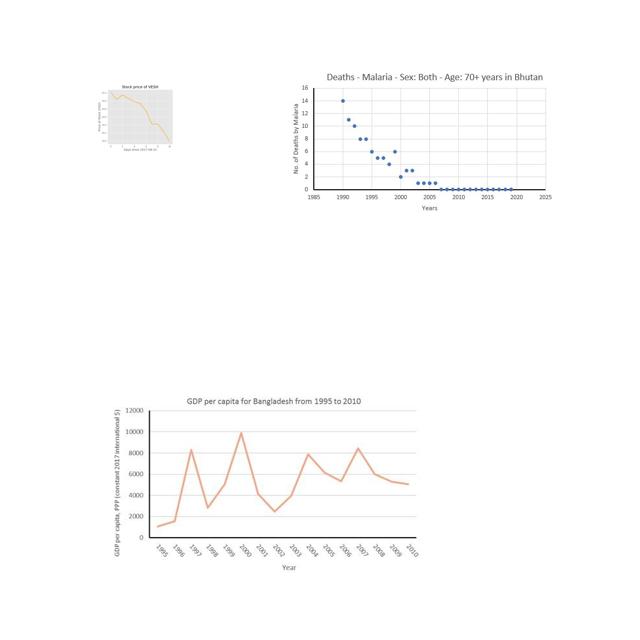 Stock price of VESH
Deaths - Malaria - Sex: Both - Age: 70+ years in Bhutan
No. of Deaths by Malaria
16
14
12
10
8
6
4
2
0
1985 1990 1995 2000 2005 2010 2015 2020 2025
Years
GDP per capita for Bangladesh from 1995 to 2010
GDP per capita, PPP (constant 2017 international $)
12000
10000
8000
6000
4000
2000
0
1995 1996 1997 1998 1999 2000 2001 2002 2003 2004 2005 2006 2007 2008 2009 2010
Year